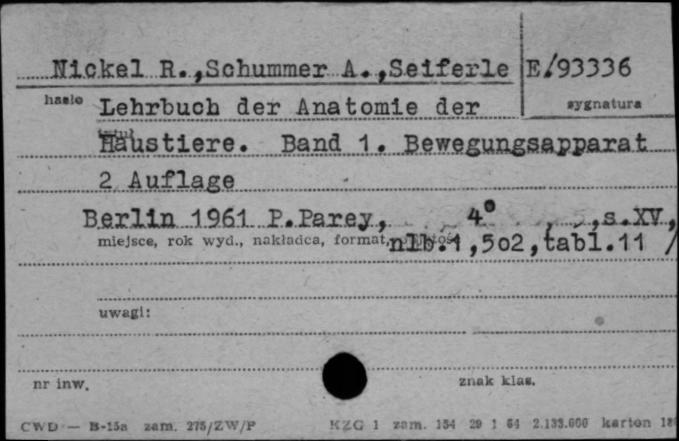 Nickel R.,Schummer A.,Seiferle E/93336
hasło Lehrbuch der Anatomie der sygnatura
Haustiere. Band 1. Bewegungsapparat
2 Auflage
Berlin 1961 P.Parey, 4° ,s.XV,
miejsce, rok wyd., nakładca, format, nlb.1,5o2,tabl.11 /
uwagi:
nr inw. znak klas.
CWD — B-15a zam. 275/ZW/P KZG 1 zam. 154 29 1 64 2.133.000 karton